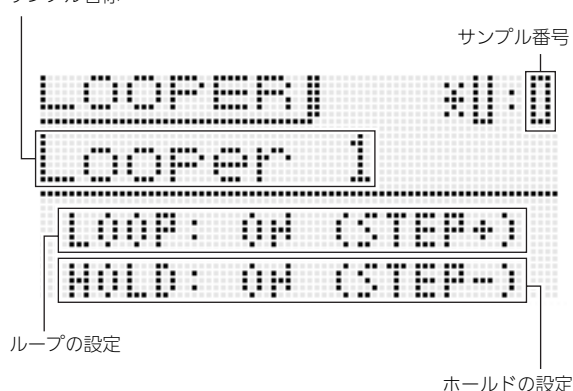 サンプル名称
サンプル番号
LOOPER *0:0
Looper 1
LOOP: ON (STEP+)
HOLD: ON (STEP-)
ループの設定
ホールドの設定